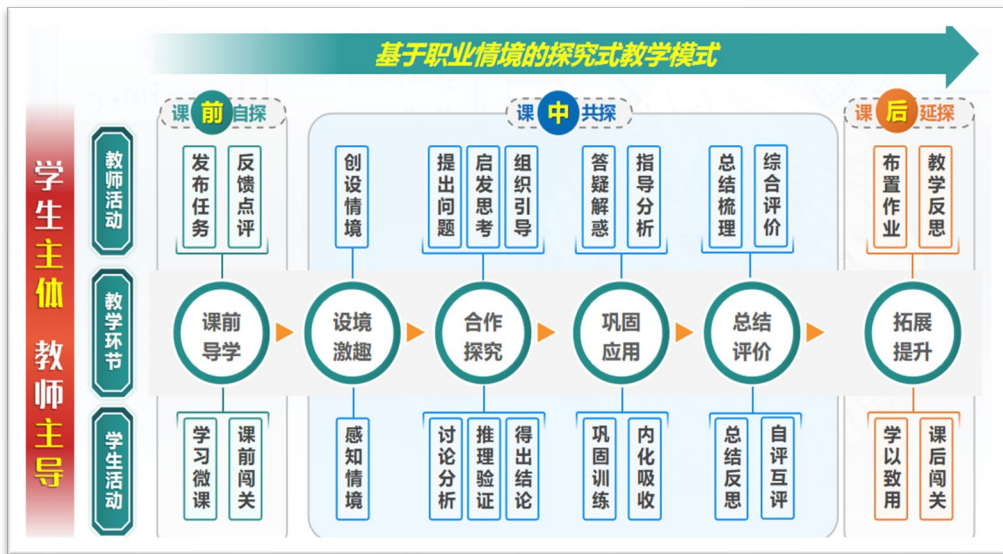 基于职业情境的探究式教学模式
学生主体 教师主导
课前自探
课中共探
课后延探
教师活动
发布任务
反馈点评
创设情境
提出问题
启发思考
组织引导
答疑解惑
指导分析
总结梳理
综合评价
布置作业
教学反思
教学环节
课前
导学
设境
激趣
合作
探究
巩固
应用
总结
评价
拓展
提升
学生活动
学习微课
课前闯关
感知情境
讨论分析
推理验证
得出结论
巩固训练
内化吸收
总结反思
自评互评
学以致用
课后闯关